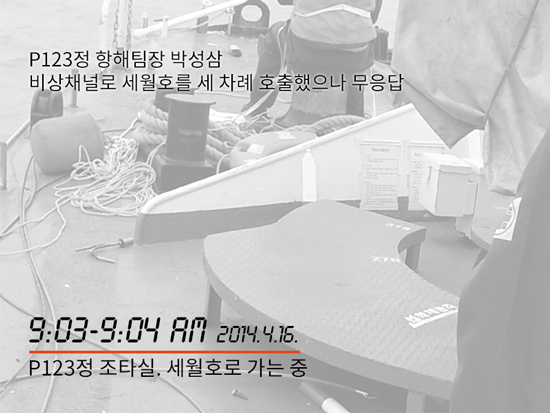 P123정 항해팀장 박성삼
비상채널로 세월호를 세 차례 호출했으나 무응답
9:03-9:04 AM 2014.4.16.
P123정 조타실. 세월호로 가는 중